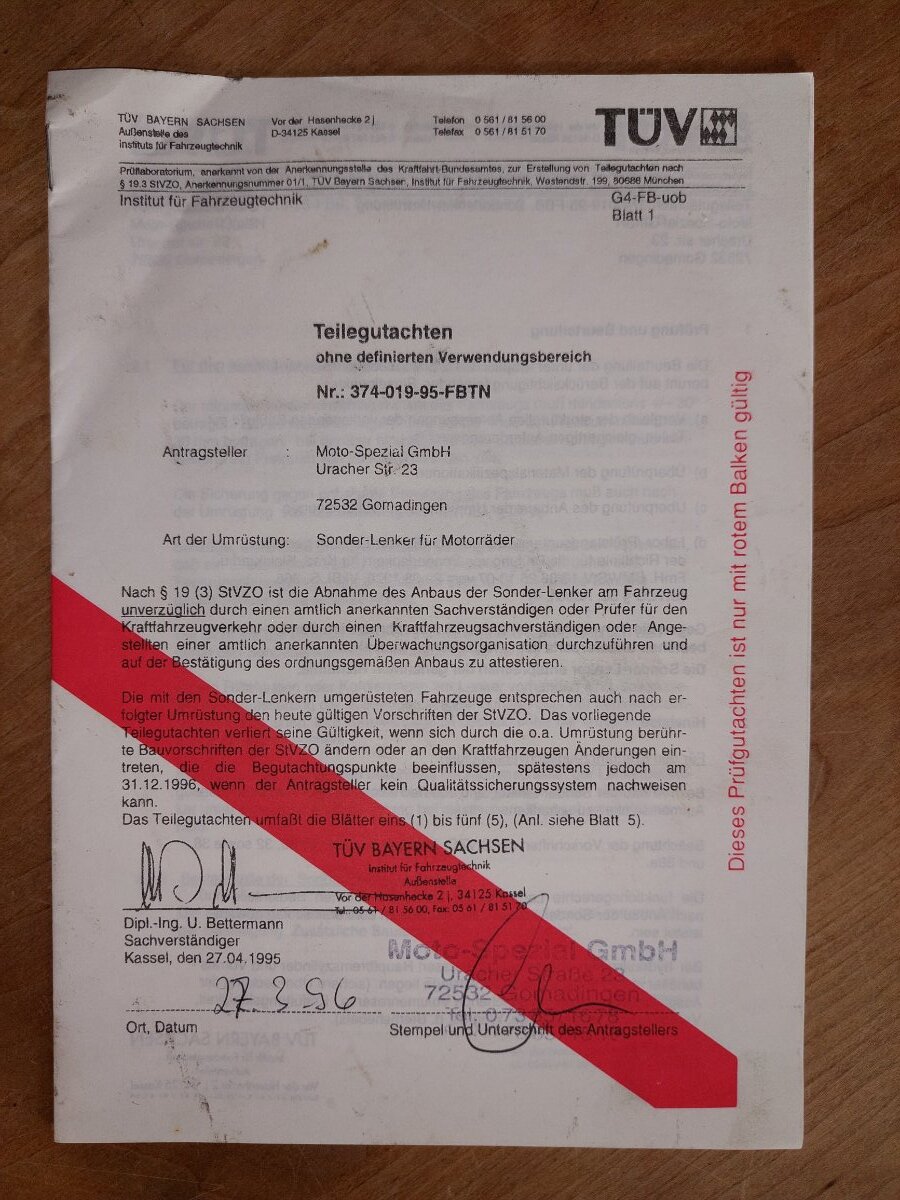 TÜV BAYERN SACHSEN
Außenstelle des
Instituts für Fahrzeugtechnik
Vor der Hasenhecke 2 j
D-34125 Kassel
Telefon 0 561 / 81 56 00
Telefax 0 561 / 81 51 70
TÜV
Prüflaboratorium, anerkannt von der Anerkennungsstelle des Kraftfahrt-Bundesamtes, zur Erstellung von Teilegutachten nach
§ 19.3 StVZO, Anerkennungsnummer 01/1, TÜV Bayern Sachsen, Institut für Fahrzeugtechnik, Westendstr. 199, 80686 München
Institut für Fahrzeugtechnik
G4-FB-uob
Blatt 1
Teilegutachten
ohne definierten Verwendungsbereich
Nr.: 374-019-95-FBTN
Antragsteller : Moto-Spezial GmbH
Uracher Str. 23
72532 Gomadingen
Art der Umrüstung: Sonder-Lenker für Motorräder
Nach § 19 (3) StVZO ist die Abnahme des Anbaus der Sonder-Lenker am Fahrzeug
unverzüglich durch einen amtlich anerkannten Sachverständigen oder Prüfer für den
Kraftfahrzeugverkehr oder durch einen Kraftfahrzeugsachverständigen oder Ange-
stellten einer amtlich anerkannten Überwachungsorganisation durchzuführen und
auf der Bestätigung des ordnungsgemäßen Anbaus zu attestieren.
Die mit den Sonder-Lenkern umgerüsteten Fahrzeuge entsprechen auch nach er-
folgter Umrüstung den heute gültigen Vorschriften der StVZO. Das vorliegende
Teilegutachten verliert seine Gültigkeit, wenn sich durch die o.a. Umrüstung berühr-
te Bauvorschriften der StVZO ändern oder an den Kraftfahrzeugen Änderungen ein-
treten, die die Begutachtungspunkte beeinflussen, spätestens jedoch am
31.12.1996, wenn der Antragsteller kein Qualitätssicherungssystem nachweisen
kann.
Das Teilegutachten umfaßt die Blätter eins (1) bis fünf (5), (Anl. siehe Blatt 5).
TÜV BAYERN SACHSEN
Institut für Fahrzeugtechnik
Außenstelle
Vor der Hasenhecke 2 j, 34125 Kassel
Tel.: 05 61 / 81 56 00, Fax: 05 61 / 81 51 70
Dipl.-Ing. U. Bettermann
Sachverständiger
Kassel, den 27.04.1995
Moto-Spezial GmbH
Uracher Straße 23
72532 Gomadingen
27.3.96
Ort, Datum
Stempel und Unterschrift des Antragstellers
Dieses Prüfgutachten ist nur mit rotem Balken gültig